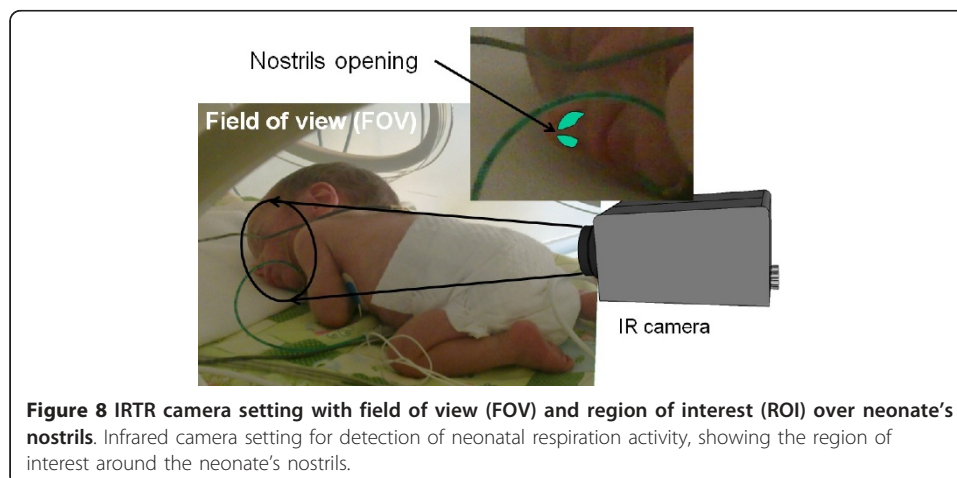 Nostrils opening
Field of view (FOV)
IR camera
Figure 8 IRTR camera setting with field of view (FOV) and region of interest (ROI) over neonate's
nostrils. Infrared camera setting for detection of neonatal respiration activity, showing the region of
interest around the neonate's nostrils.